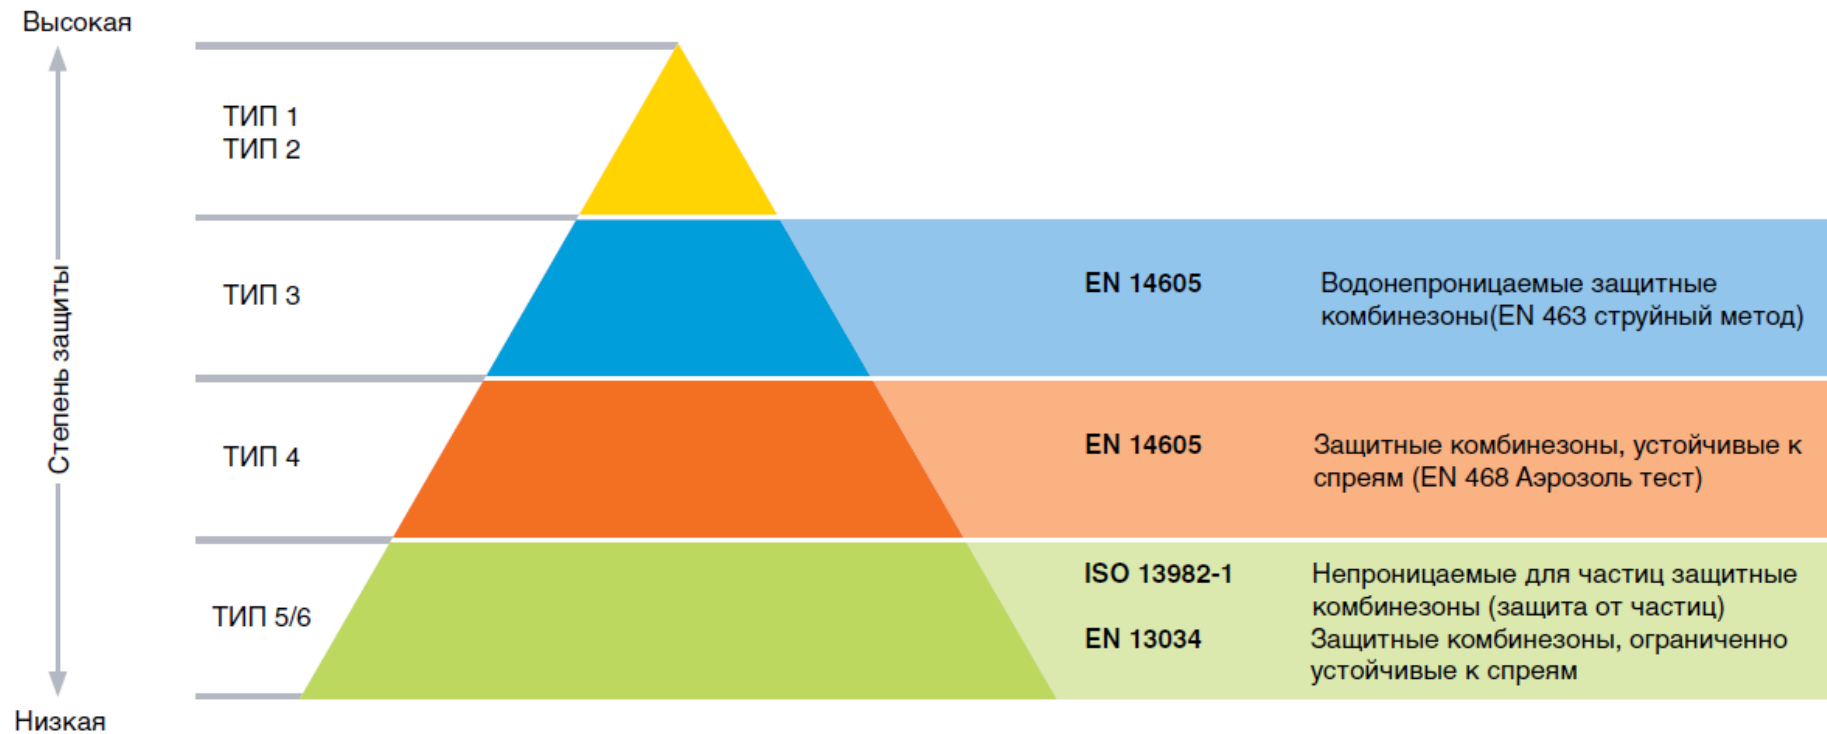 Высокая
Степень защиты
Низкая
ТИП 1
ТИП 2
ТИП 3
EN 14605
Водонепроницаемые защитные
комбинезоны(EN 463 струйный метод)
ТИП 4
EN 14605
Защитные комбинезоны, устойчивые к
спреям (EN 468 Аэрозоль тест)
ТИП 5/6
ISO 13982-1
Непроницаемые для частиц защитные
комбинезоны (защита от частиц)
EN 13034
Защитные комбинезоны, ограниченно
устойчивые к спреям